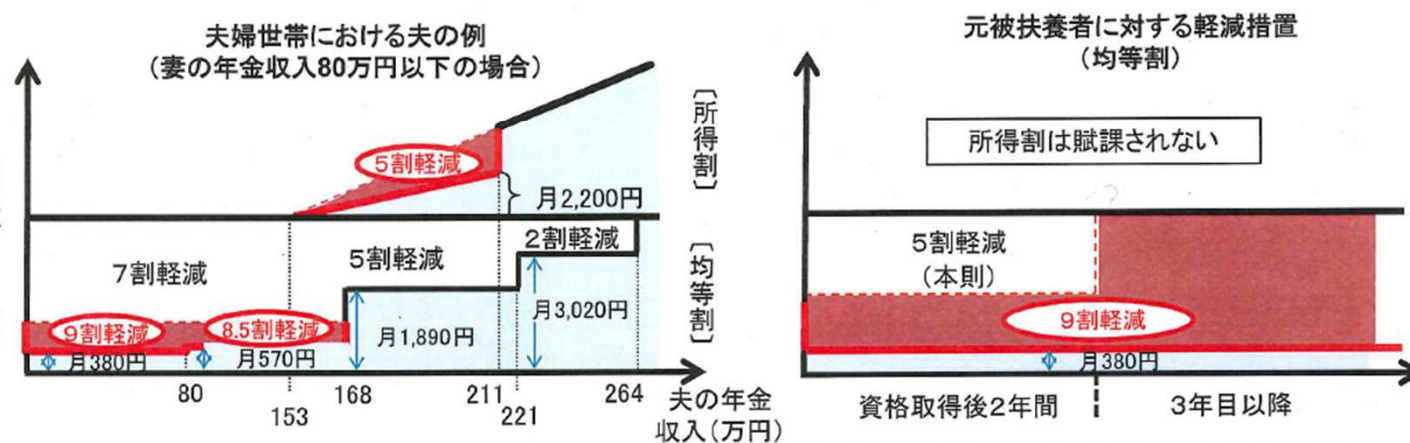 夫婦世帯における夫の例
(妻の年金収入80万円以下の場合)
〔所得割〕
5割軽減
月2,200円
7割軽減
5割軽減
2割軽減
〔均等割〕
9割軽減
8.5割軽減
月380円
月570円
月1,890円
月3,020円
80
153
168
211
221
264
夫の年金
収入(万円)
元被扶養者に対する軽減措置
(均等割)
所得割は賦課されない
5割軽減
(本則)
9割軽減
月380円
資格取得後2年間
3年目以降